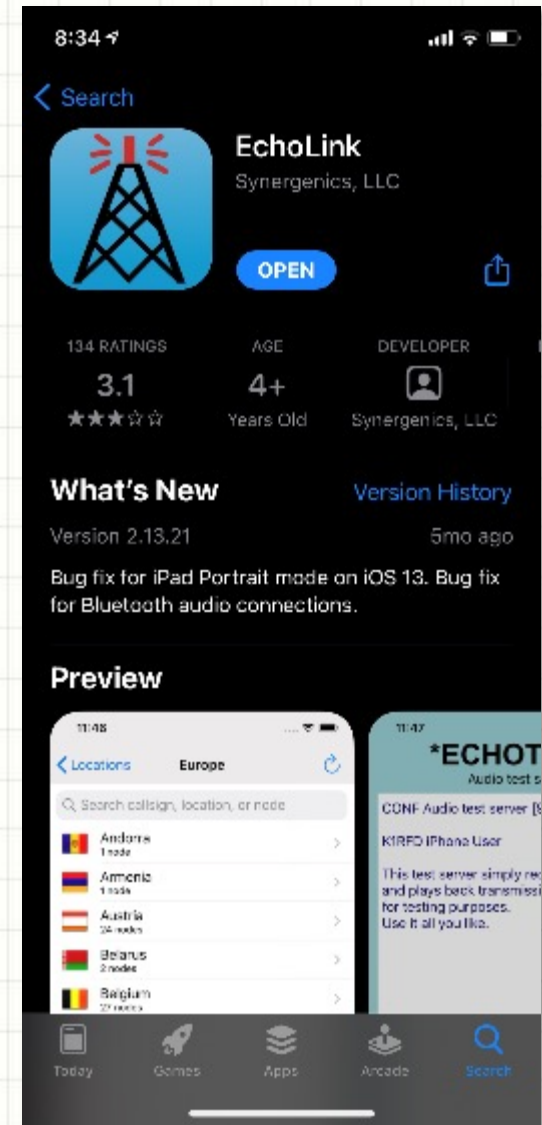 8:34
Search
EchoLink
Synergenics, LLC
OPEN
134 RATINGS
AGE
DEVELOPER
3.1
4+
Years Old
Synergenics, LLC
What's New
Version History
Version 2.13.21
5mo ago
Bug fix for iPad Portrait mode on iOS 13. Bug fix
for Bluetooth audio connections.
Preview
11:46
Locations
Europe
Search callsign, location, or node
Andorra
1 node
Armenia
1 node
Austria
24 nodes
Belarus
2 nodes
Belgium
27 nodes
11:47
*ECHOT
Audio test s
CONF Audio test server [9
K1RFD iPhone User
This test server simply rec
and plays back transmissi
for testing purposes.
Use it all you like.
Today
Games
Apps
Arcade
Search